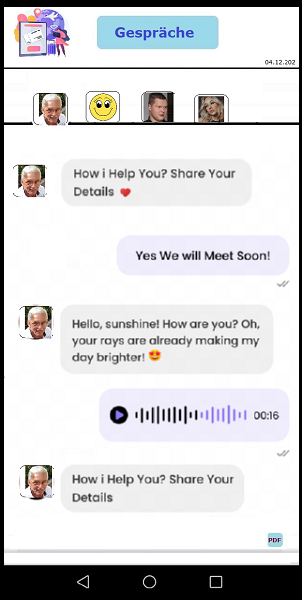 Gespräche
04.12.202
How i Help You? Share Your
Details ❤️
Yes We will Meet Soon!
Hello, sunshine! How are you? Oh,
your rays are already making my
day brighter! 😍
00:16
How i Help You? Share Your
Details
PDF